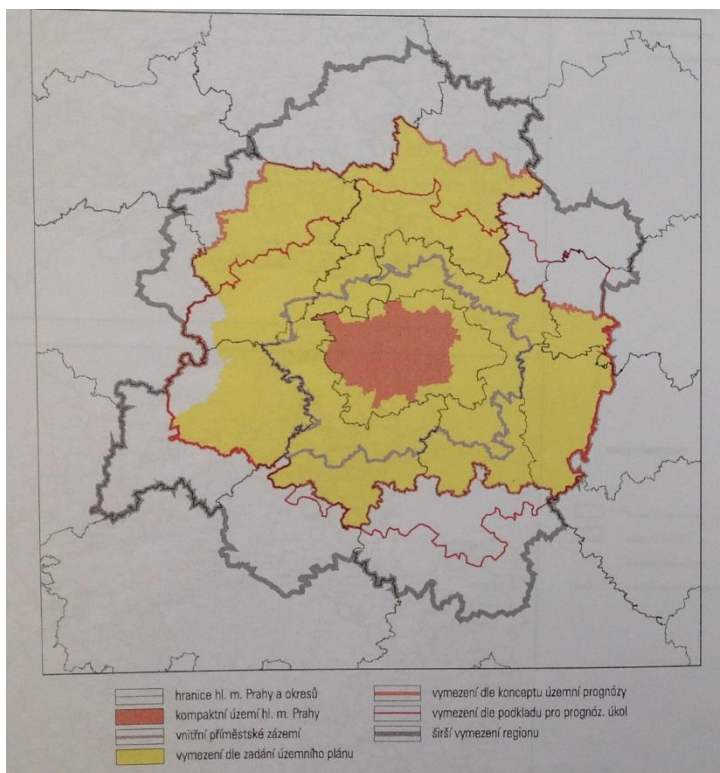 hranice hl. m. Prahy a okresů
kompaktní území hl. m. Prahy
vnitřní příměstské zázemí
vymezení dle zadání územního plánu
vymezení dle konceptu územní prognózy
vymezení dle podkladu pro prognóz. úkol
širší vymezení regionu